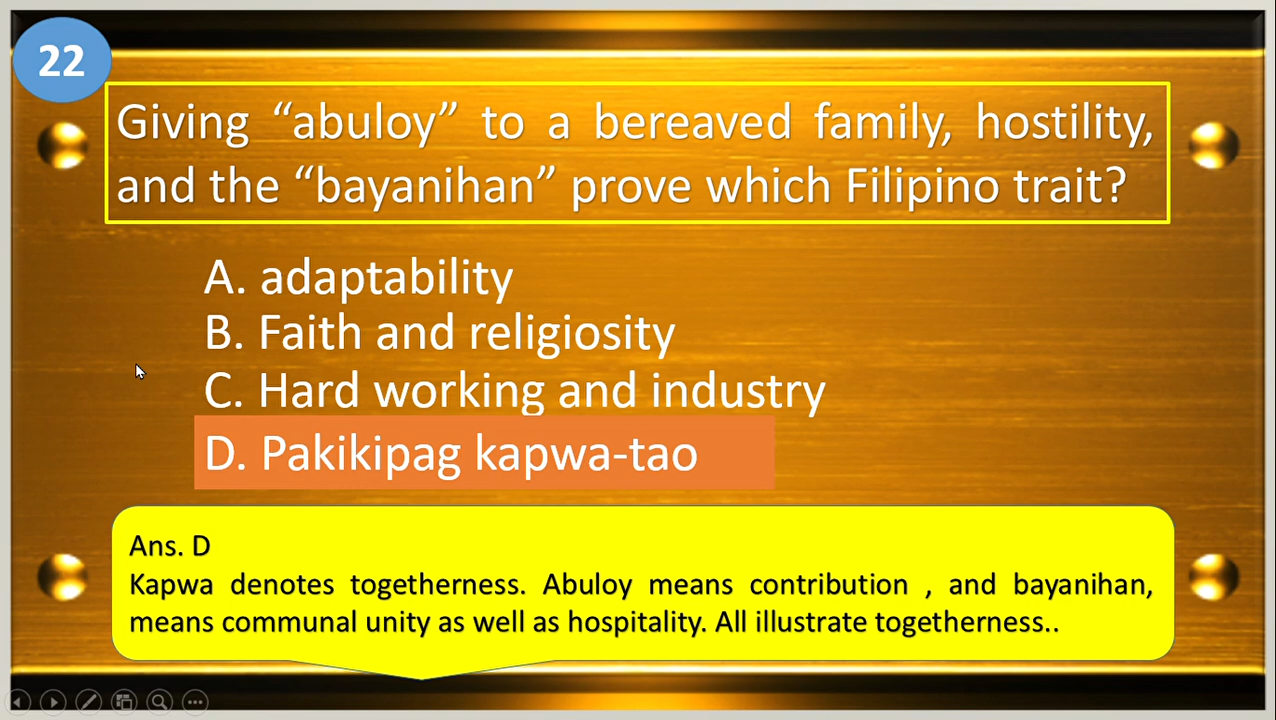 22
Giving “abuloy” to a bereaved family, hostility,
and the “bayanihan” prove which Filipino trait?
A. adaptability
B. Faith and religiosity
C. Hard working and industry
D. Pakikipag kapwa-tao
Ans. D
Kapwa denotes togetherness. Abuloy means contribution , and bayanihan,
means communal unity as well as hospitality. All illustrate togetherness..